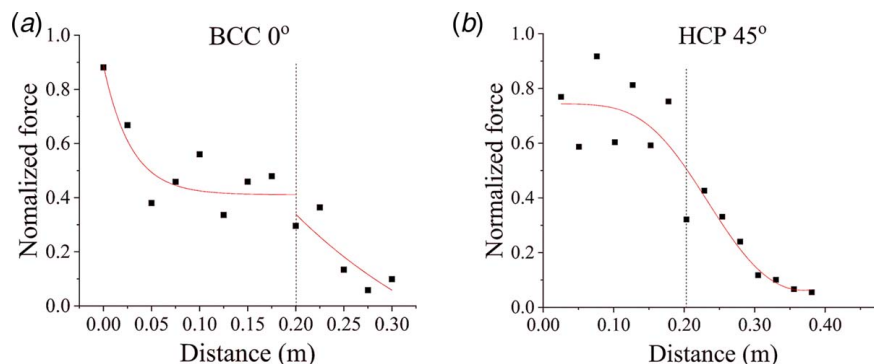 (a)
BCC 0°
Nomalized force
1.0
0.8
0.6
0.4
0.2
0.0
0.00 0.05 0.10 0.15 0.20 0.25 0.30
Distance (m)
(b)
HCP 45°
Normalized force
1.0
0.8
0.6
0.4
0.2
0.0
0.00 0.10 0.20 0.30 0.40
Distance (m)